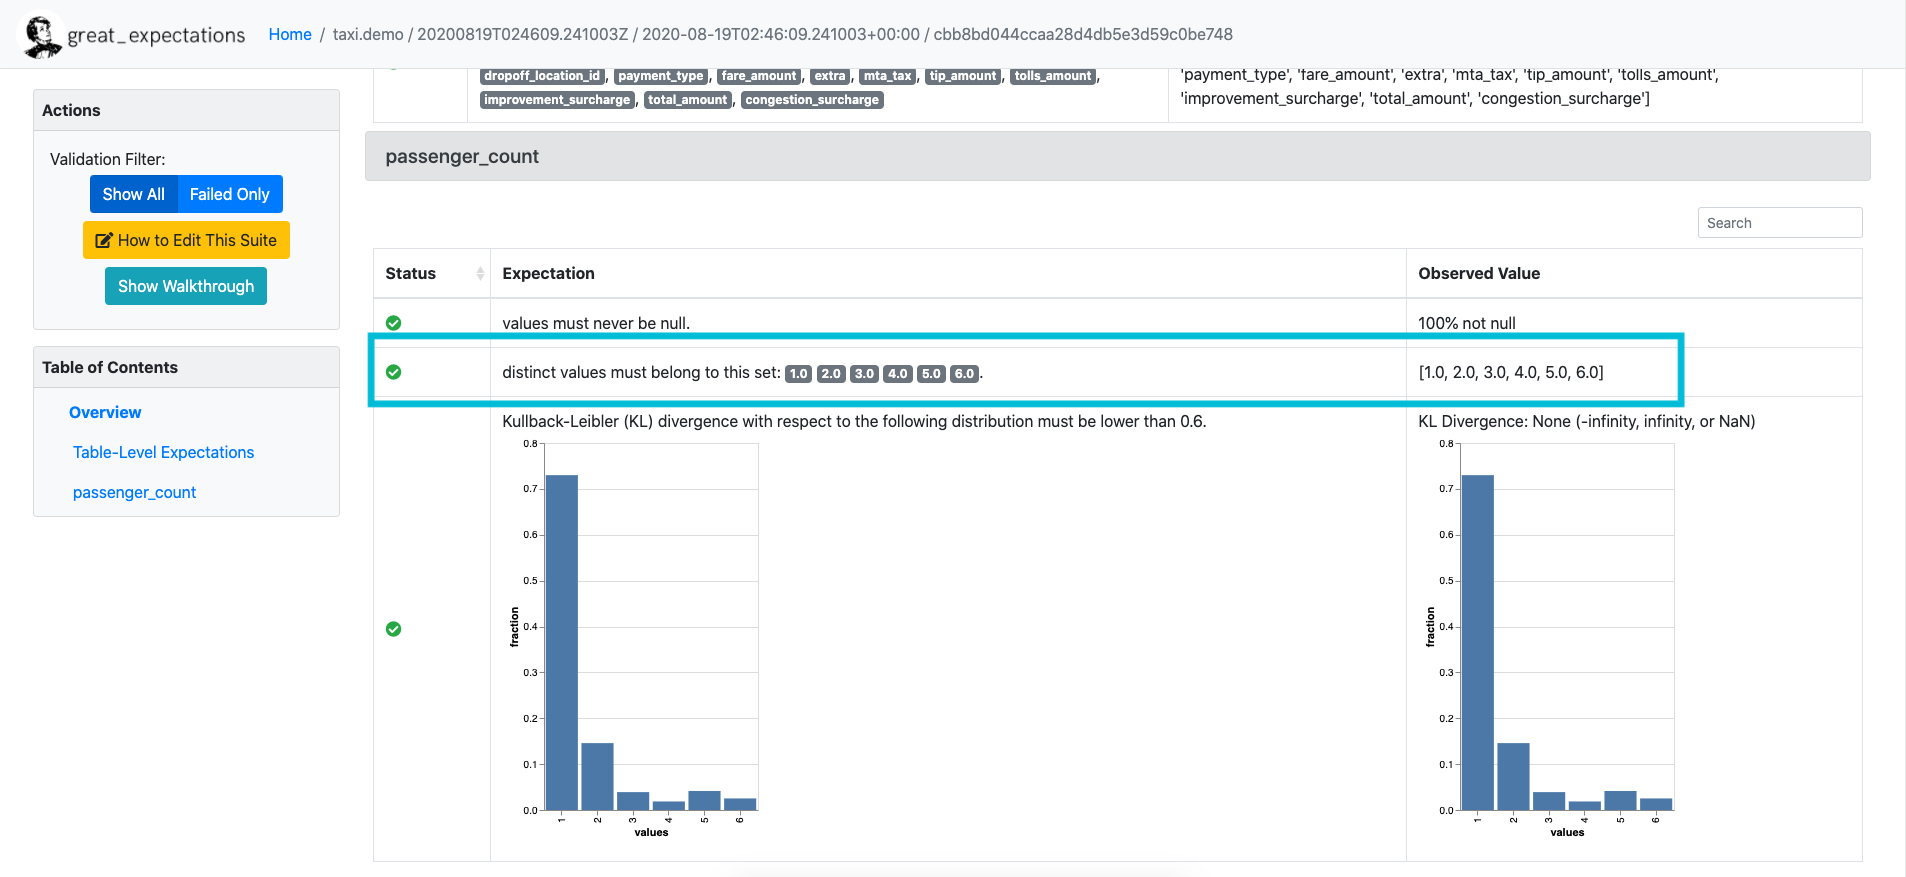 great_expectations Home / taxi.demo / 20200819T024609.241003Z / 2020-08-19T02:46:09.241003+00:00 / cbb8bd044ccaa28d4db5e3d59c0be748
dropoff_location_id, payment_type, fare_amount, extra, mta_tax, tip_amount, tolls_amount,
improvement_surcharge, total_amount, congestion_surcharge
'payment_type', 'fare_amount', 'extra', 'mta_tax', 'tip_amount', 'tolls_amount',
'improvement_surcharge', 'total_amount', 'congestion_surcharge']
Actions
Validation Filter:
Show All Failed Only
How to Edit This Suite
Show Walkthrough
Table of Contents
Overview
Table-Level Expectations
passenger_count
passenger_count
Search
Status Expectation Observed Value
values must never be null. 100% not null
distinct values must belong to this set: 1.0 2.0 3.0 4.0 5.0 6.0. [1.0, 2.0, 3.0, 4.0, 5.0, 6.0]
Kullback-Leibler (KL) divergence with respect to the following distribution must be lower than 0.6. KL Divergence: None (-infinity, infinity, or NaN)
0.8
0.7
0.6
0.5
0.4
0.3
0.2
0.1
0.0
fraction
1 2 3 4 5 6
values
0.8
0.7
0.6
0.5
0.4
0.3
0.2
0.1
0.0
fraction
1 2 3 4 5 6
values